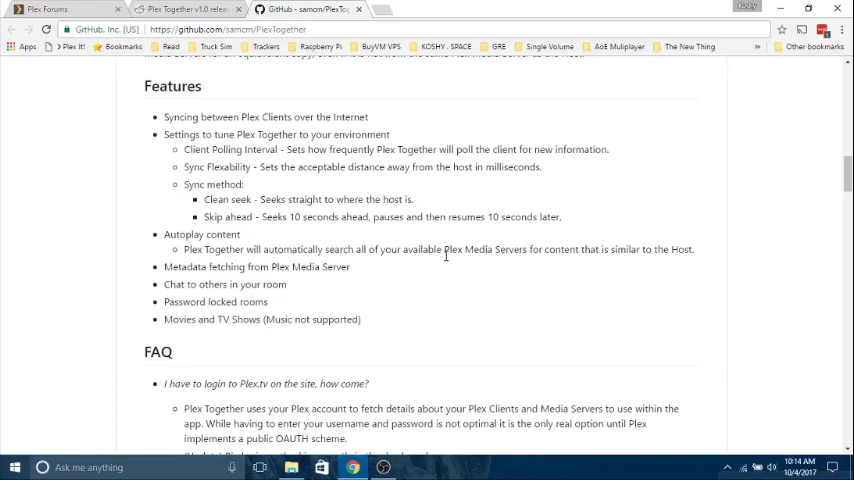 Koshy
Plex Forums
Plex Together v1.0 relea
GitHub - samcm/PlexTog
GitHub, Inc. [US]
https://github.com/samcm/PlexTogether
Apps
Plex It!
Bookmarks
Read
Truck Sim
Trackers
Raspberry Pi
BuyVM VPS
KOSHY . SPACE
GRE
Single Volume
AoE Muliplayer
The New Thing
Other bookmarks
Features
Syncing between Plex Clients over the Internet
Settings to tune Plex Together to your environment
Client Polling Interval - Sets how frequently Plex Together will poll the client for new information.
Sync Flexability - Sets the acceptable distance away from the host in milliseconds.
Sync method:
Clean seek - Seeks straight to where the host is.
Skip ahead - Seeks 10 seconds ahead, pauses and then resumes 10 seconds later.
Autoplay content
Plex Together will automatically search all of your available Plex Media Servers for content that is similar to the Host.
Metadata fetching from Plex Media Server
Chat to others in your room
Password locked rooms
Movies and TV Shows (Music not supported)
FAQ
I have to login to Plex.tv on the site, how come?
Plex Together uses your Plex account to fetch details about your Plex Clients and Media Servers to use within the
app. While having to enter your username and password is not optimal it is the only real option until Plex
implements a public OAUTH scheme.
Ask me anything
10:14 AM
10/4/2017